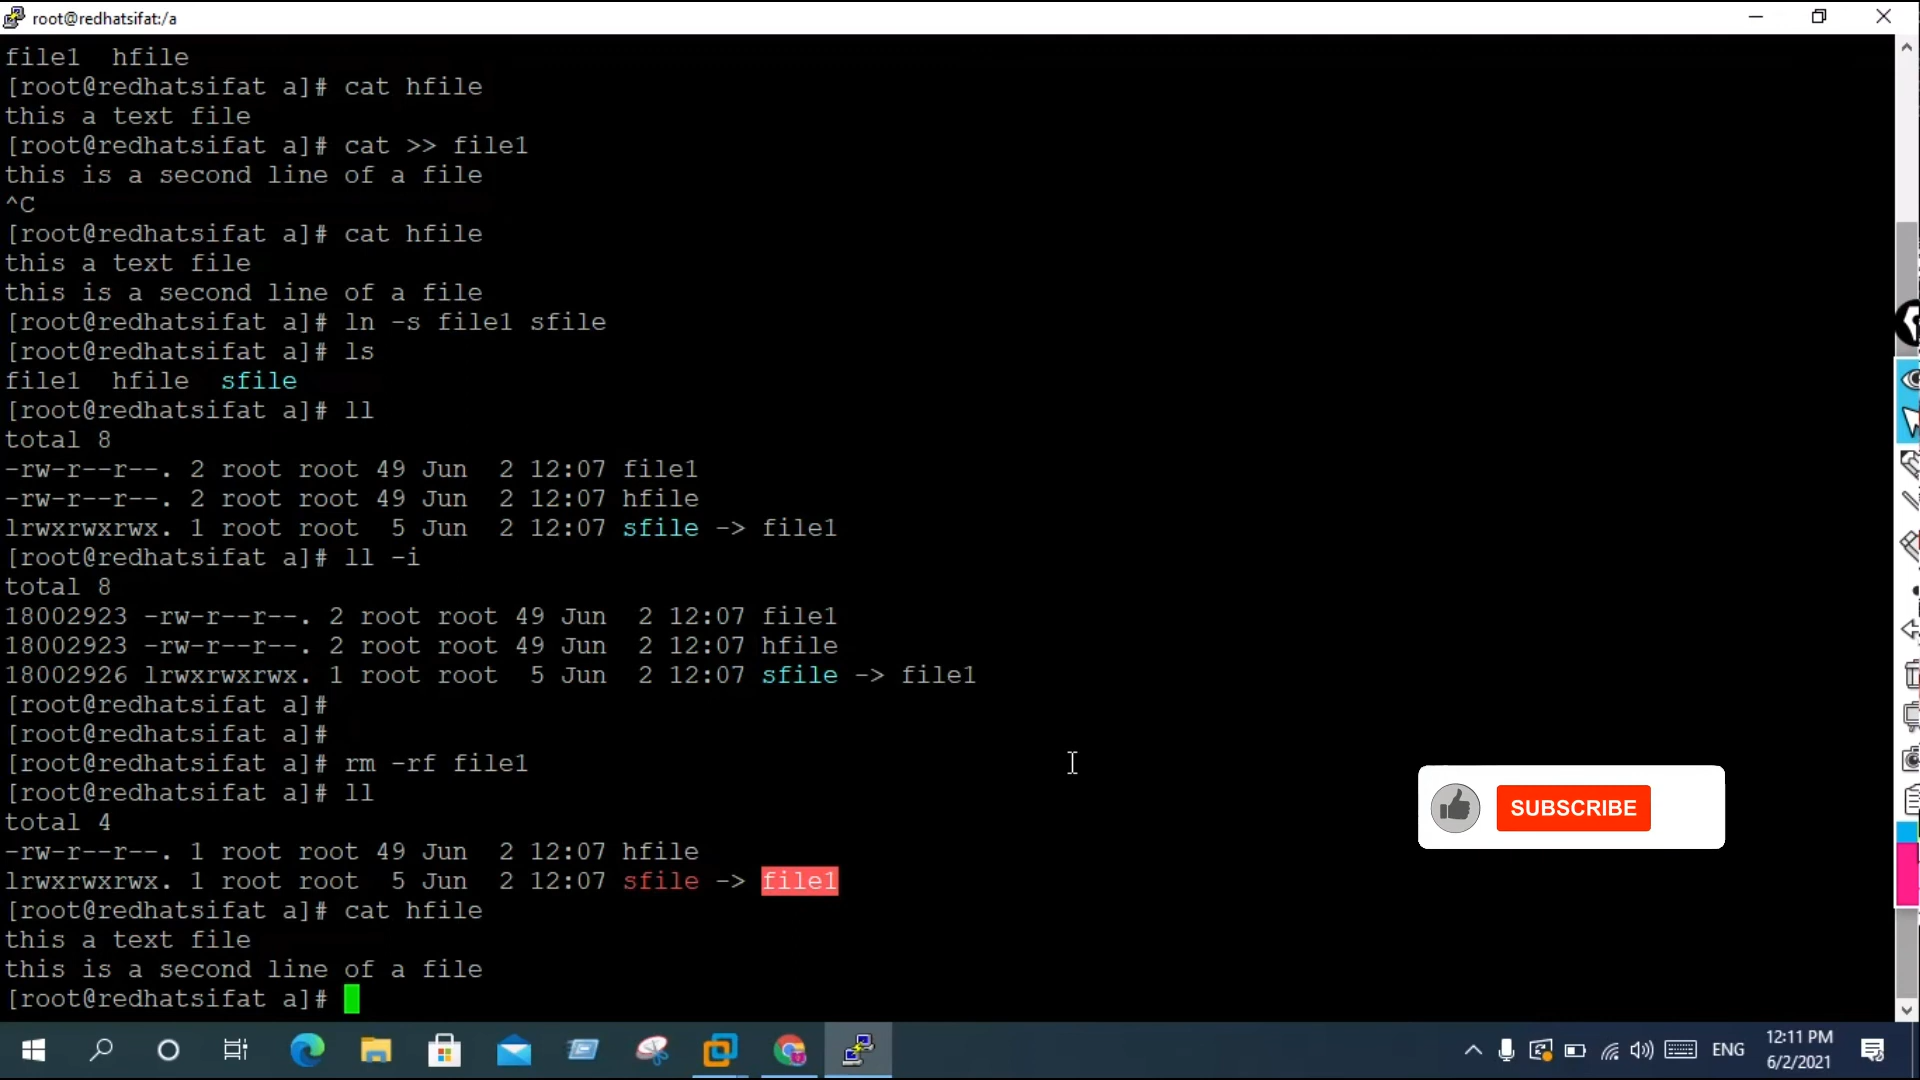 root@redhatsifat:/a
file1  hfile
[root@redhatsifat a]# cat hfile
this a text file
[root@redhatsifat a]# cat >> file1
this is a second line of a file
^C
[root@redhatsifat a]# cat hfile
this a text file
this is a second line of a file
[root@redhatsifat a]# ln -s file1 sfile
[root@redhatsifat a]# ls
file1  hfile  sfile
[root@redhatsifat a]# ll
total 8
-rw-r--r--. 2 root root 49 Jun  2 12:07 file1
-rw-r--r--. 2 root root 49 Jun  2 12:07 hfile
lrwxrwxrwx. 1 root root  5 Jun  2 12:07 sfile -> file1
[root@redhatsifat a]# ll -i
total 8
18002923 -rw-r--r--. 2 root root 49 Jun  2 12:07 file1
18002923 -rw-r--r--. 2 root root 49 Jun  2 12:07 hfile
18002926 lrwxrwxrwx. 1 root root  5 Jun  2 12:07 sfile -> file1
[root@redhatsifat a]#
[root@redhatsifat a]#
[root@redhatsifat a]# rm -rf file1
[root@redhatsifat a]# ll
total 4
-rw-r--r--. 1 root root 49 Jun  2 12:07 hfile
lrwxrwxrwx. 1 root root  5 Jun  2 12:07 sfile -> file1
[root@redhatsifat a]# cat hfile
this a text file
this is a second line of a file
[root@redhatsifat a]#
SUBSCRIBE
ENG
12:11 PM
6/2/2021